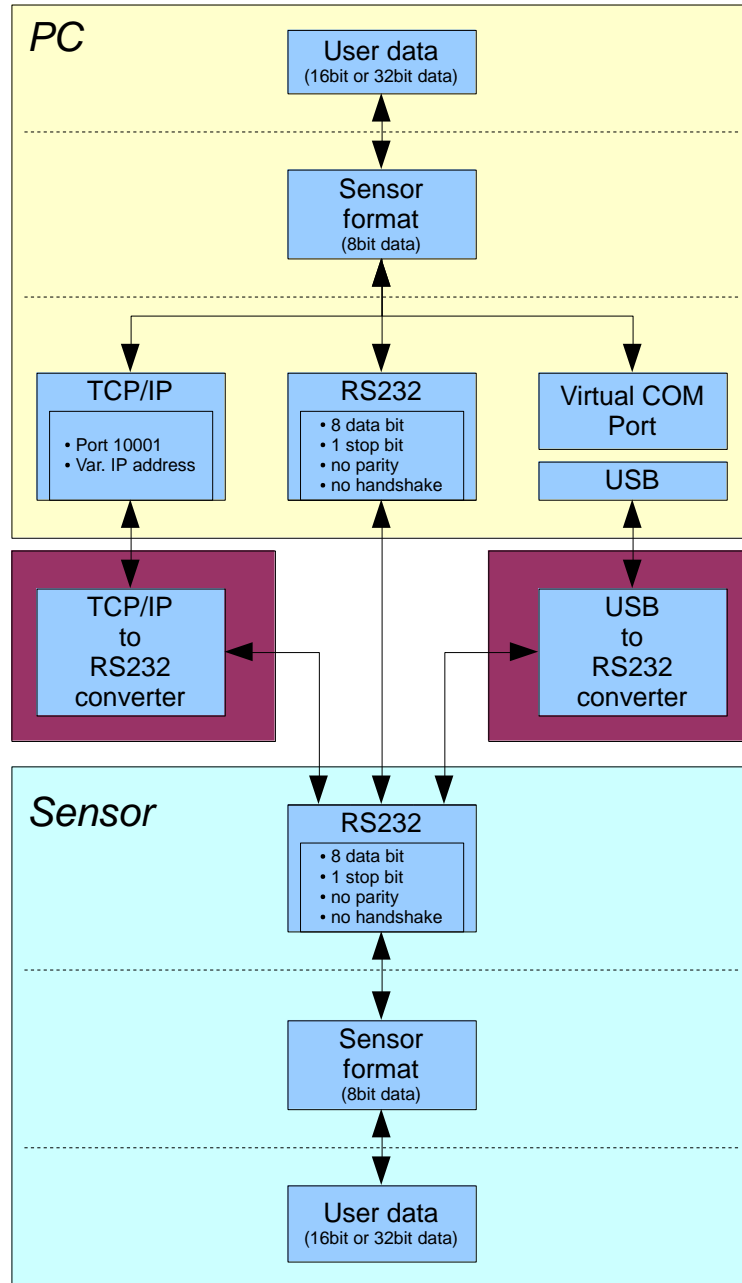 PC
User data
(16bit or 32bit data)
Sensor
format
(8bit data)
TCP/IP
• Port 10001
• Var. IP address
RS232
• 8 data bit
• 1 stop bit
• no parity
• no handshake
Virtual COM
Port
USB
TCP/IP
to
RS232
converter
USB
to
RS232
converter
Sensor
RS232
• 8 data bit
• 1 stop bit
• no parity
• no handshake
Sensor
format
(8bit data)
User data
(16bit or 32bit data)